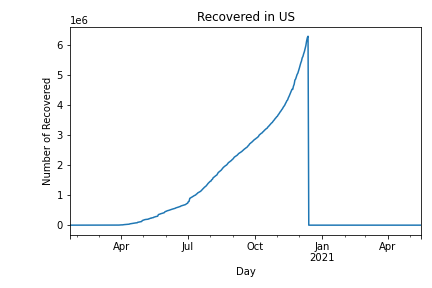 Recovered in US
1e6
6
5
4
3
2
1
0
Number of Recovered
Apr
Jul
Oct
Jan
2021
Apr
Day